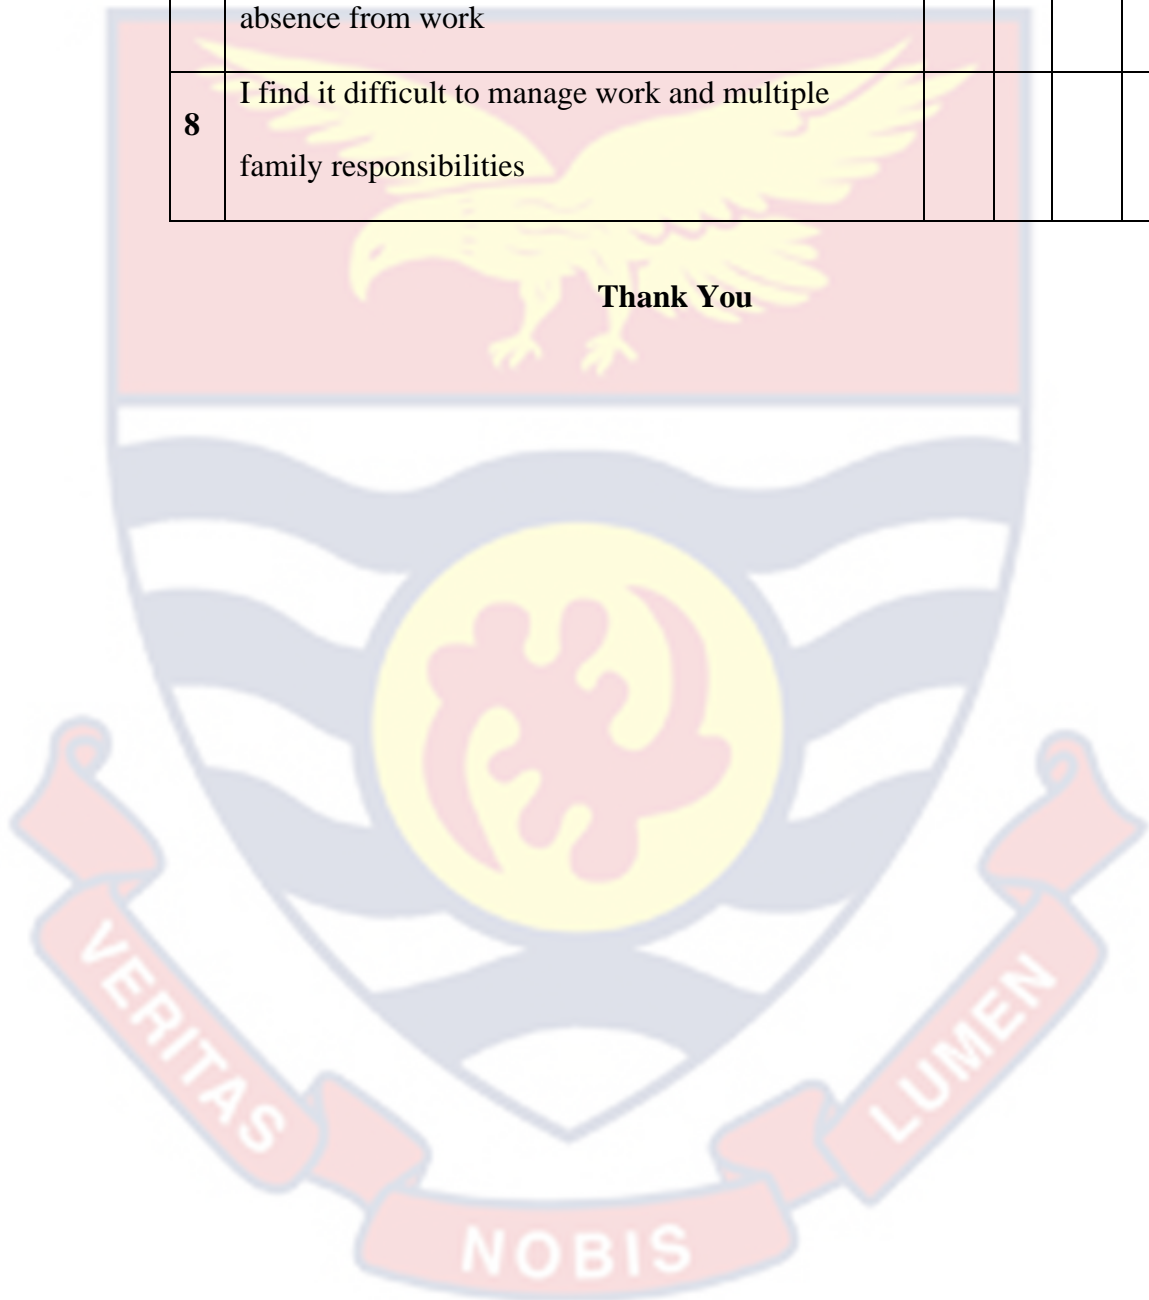 absence from work
8
I find it difficult to manage work and multiple
family responsibilities
Thank You
VERITAS
NOBIS
LUMEN